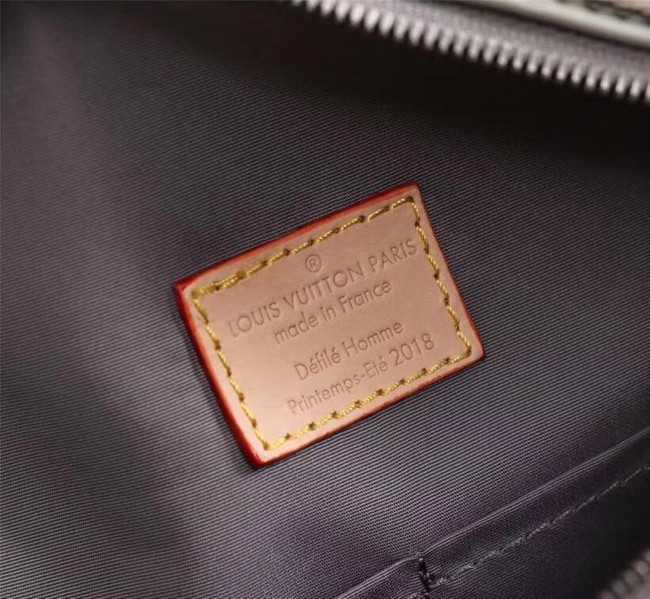 ®
LOUIS VUITTON PARIS
made in France
Défilé Homme
Printemps-Eté 2018